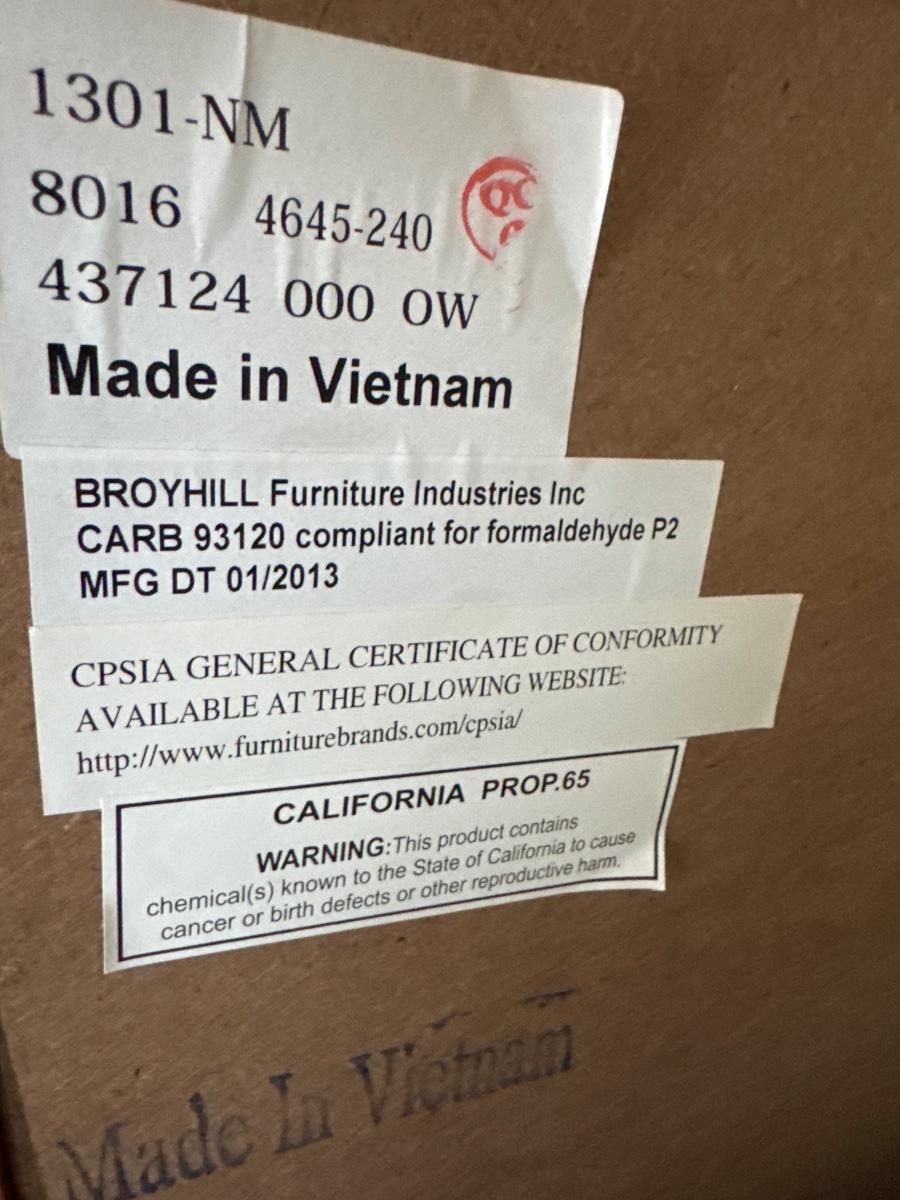 1301-NM
8016 4645-240
QC
437124 000 OW
Made in Vietnam
BROYHILL Furniture Industries Inc
CARB 93120 compliant for formaldehyde P2
MFG DT 01/2013
CPSIA GENERAL CERTIFICATE OF CONFORMITY
AVAILABLE AT THE FOLLOWING WEBSITE:
http://www.furniturebrands.com/cpsia/
CALIFORNIA PROP.65
WARNING:This product contains
chemical(s) known to the State of California to cause
cancer or birth defects or other reproductive harm.
Made In Vietnam